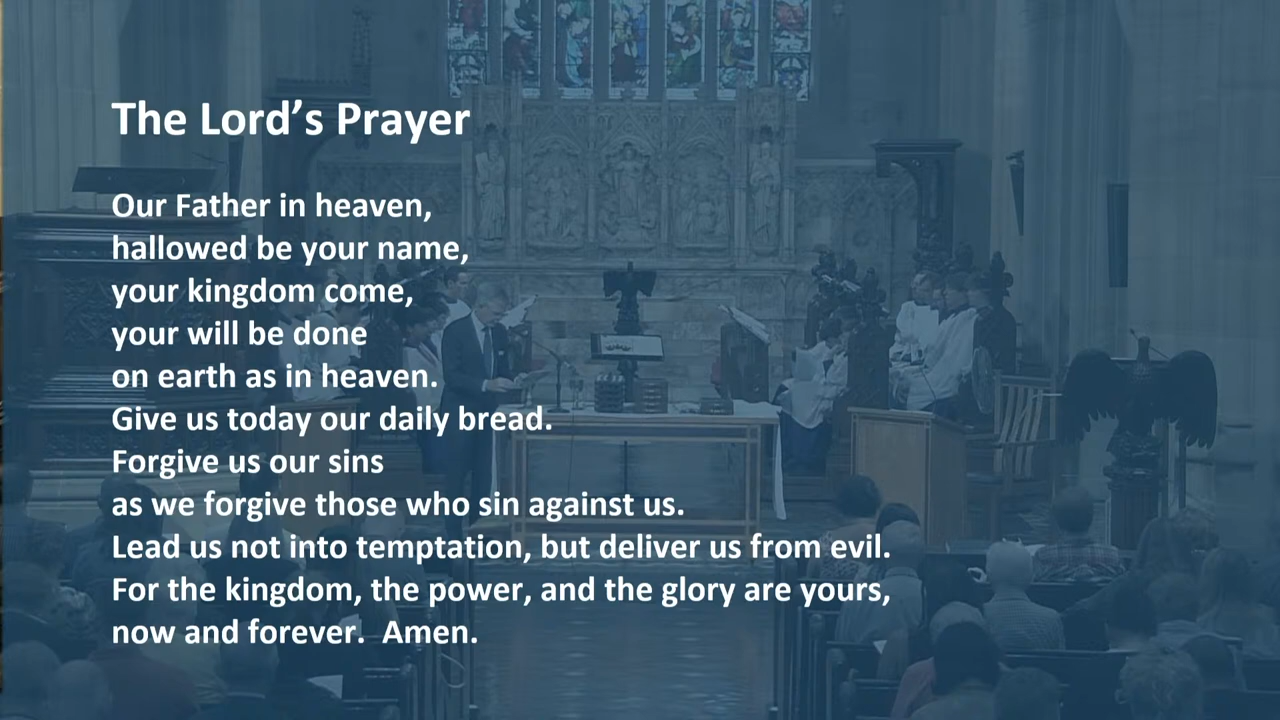 The Lord’s Prayer
Our Father in heaven,
hallowed be your name,
your kingdom come,
your will be done
on earth as in heaven.
Give us today our daily bread.
Forgive us our sins
as we forgive those who sin against us.
Lead us not into temptation, but deliver us from evil.
For the kingdom, the power, and the glory are yours,
now and forever.  Amen.